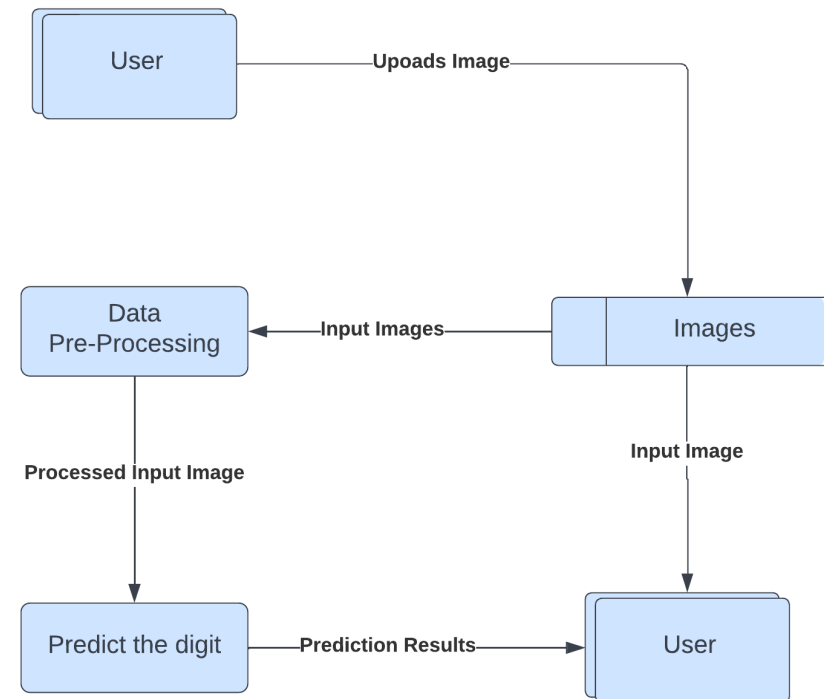 User
Upoads Image
Data
Pre-Processing
Input Images
Images
Processed Input Image
Input Image
Predict the digit
Prediction Results
User